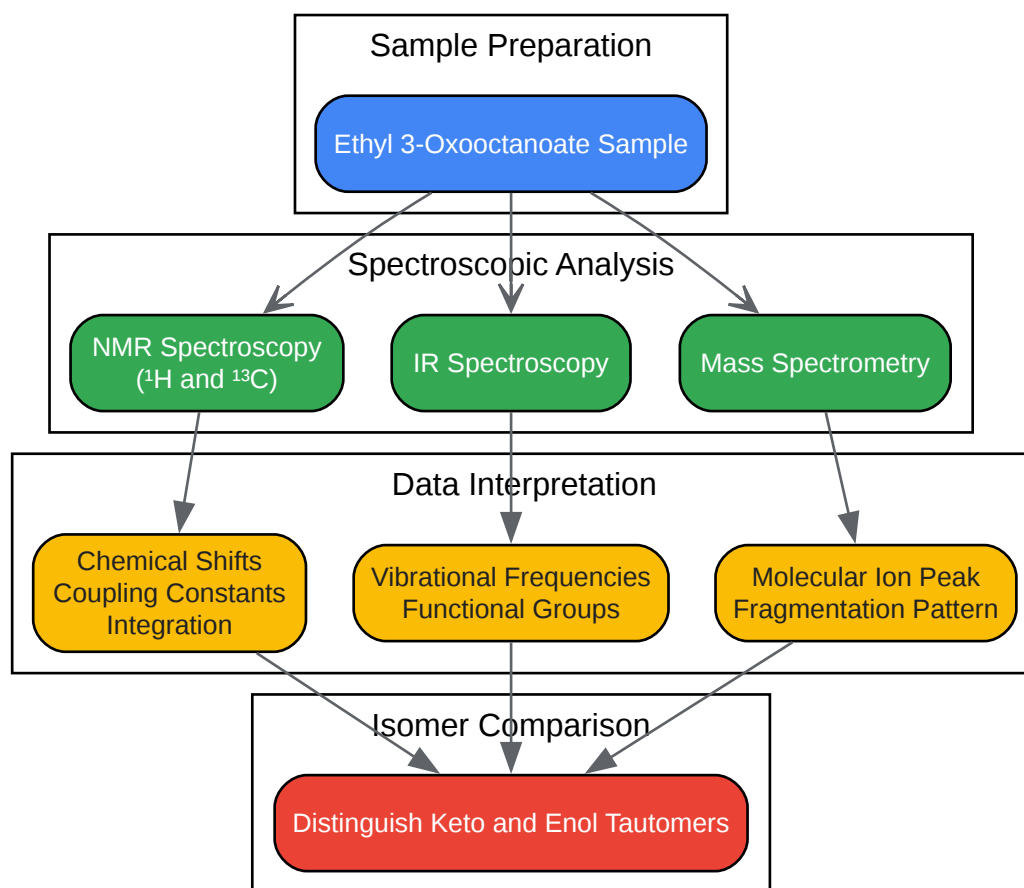 Sample Preparation
Ethyl 3-Oxooctanoate Sample
Spectroscopic Analysis
NMR Spectroscopy
(¹H and ¹³C)
IR Spectroscopy
Mass Spectrometry
Data Interpretation
Chemical Shifts
Coupling Constants
Integration
Vibrational Frequencies
Functional Groups
Molecular Ion Peak
Fragmentation Pattern
Isomer Comparison
Distinguish Keto and Enol Tautomers